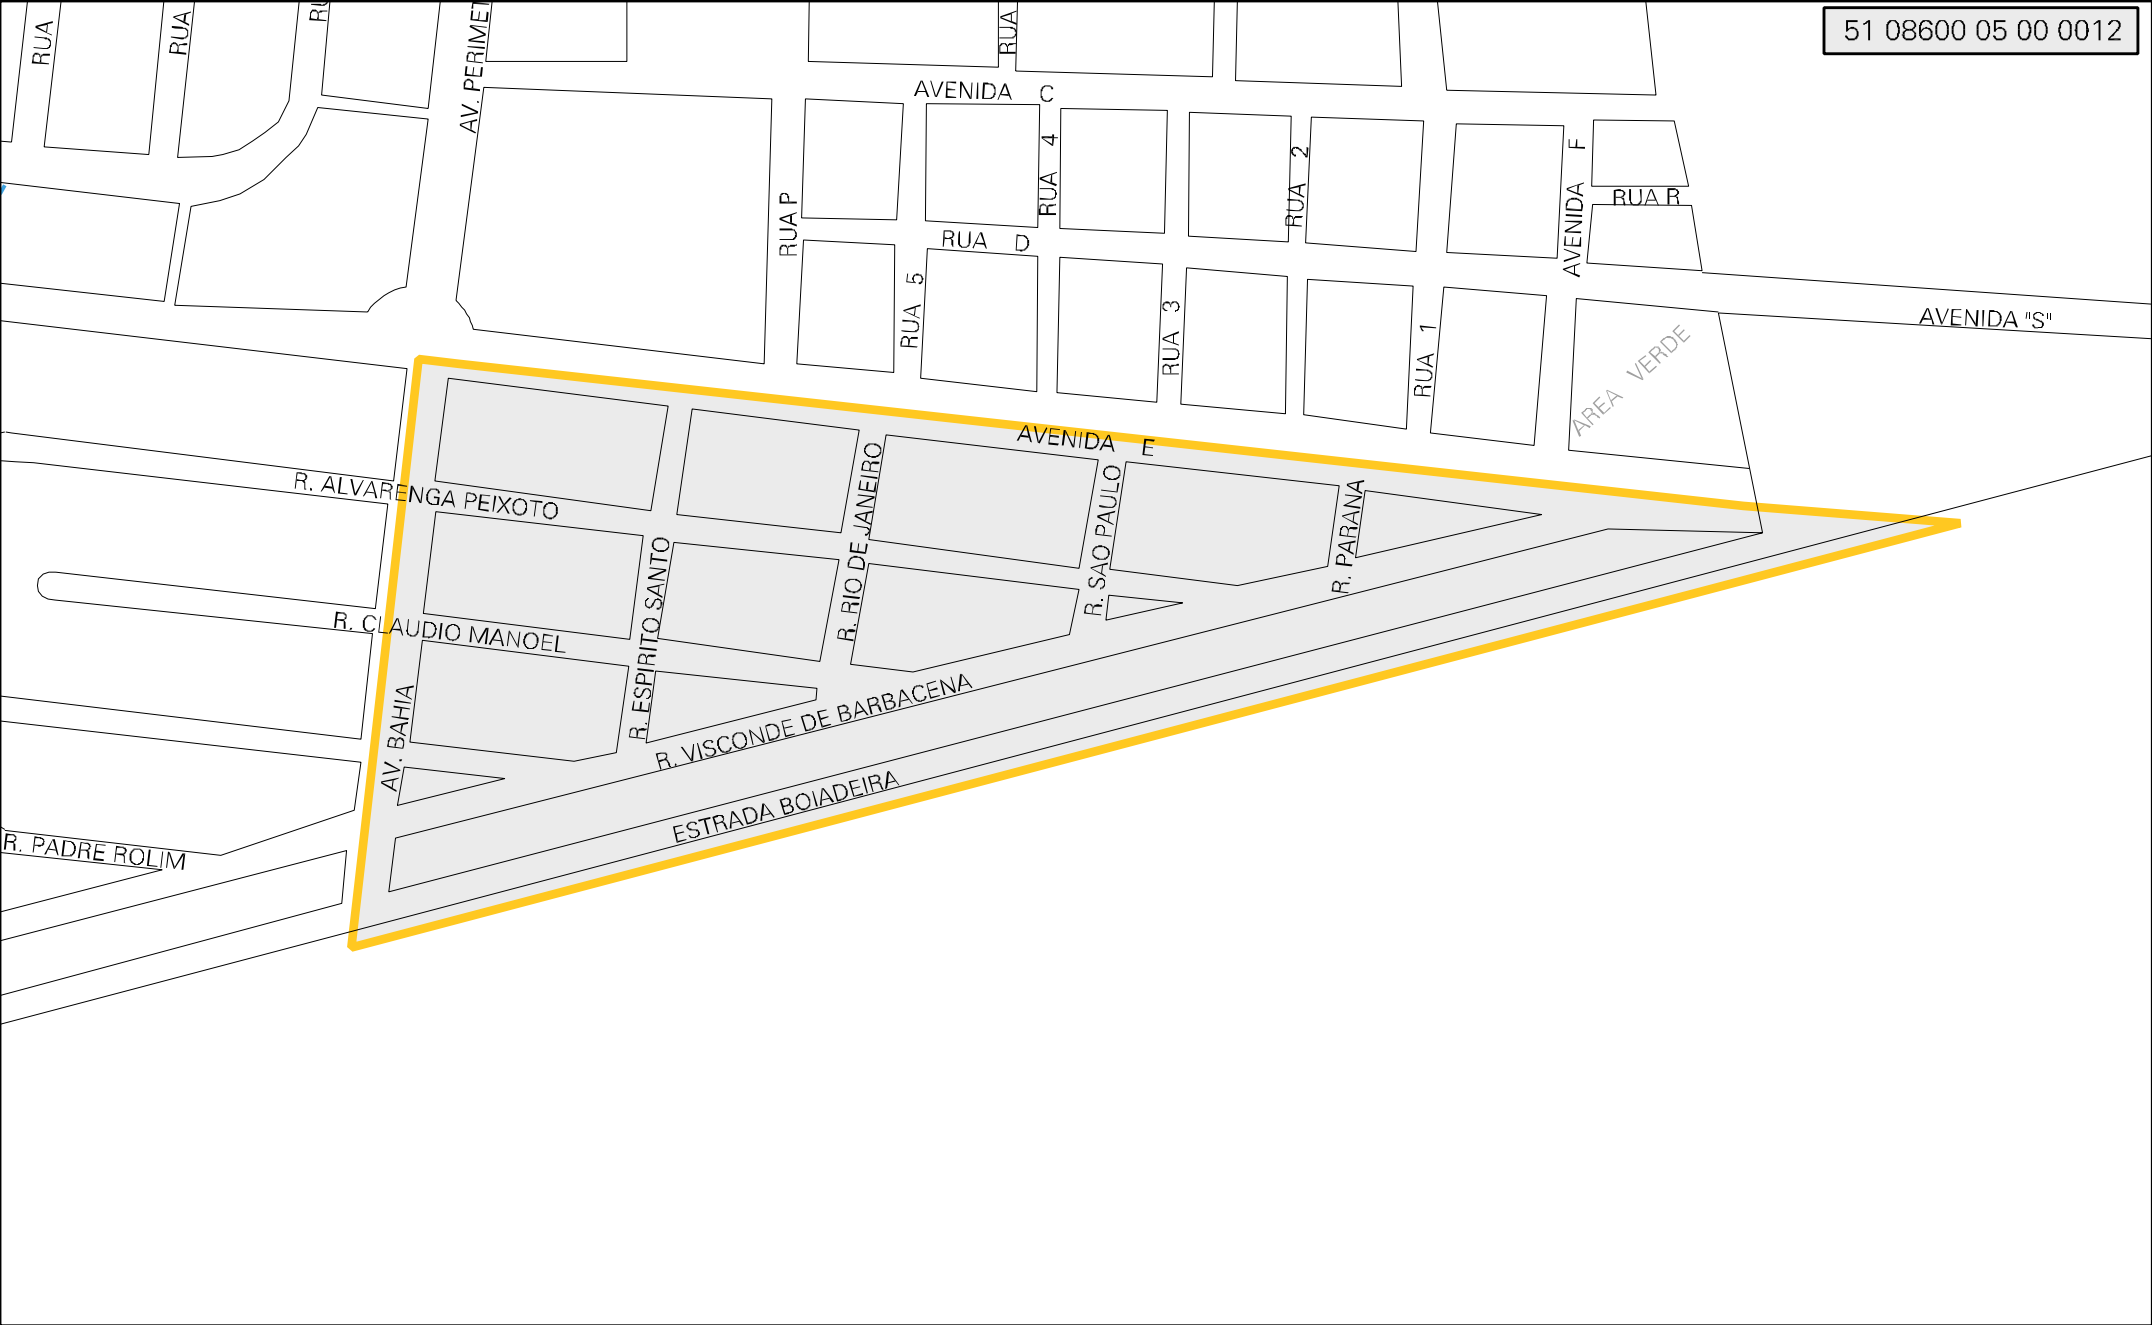 51 08600 05 00 0012
RUA
RUA
AV. PERIMET
RUA
AVENIDA C
RUA 4
RUA 2
AVENIDA F
RUA R
RUA P
RUA D
RUA 5
RUA 3
RUA 1
AVENIDA "S"
AREA VERDE
AVENIDA E
R. ALVARENGA PEIXOTO
R. RIO DE JANEIRO
R. SAO PAULO
R. PARANA
R. ESPIRITO SANTO
R. CLAUDIO MANOEL
AV. BAHIA
R. VISCONDE DE BARBACENA
ESTRADA BOIADEIRA
R. PADRE ROLIM